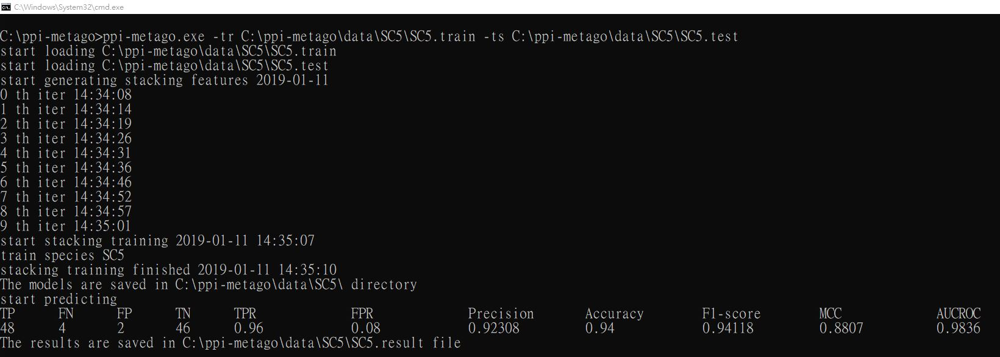 C:\Windows\System32\cmd.exe
C:\ppi-metago>ppi-metago.exe -tr C:\ppi-metago\data\SC5\SC5.train -ts C:\ppi-metago\data\SC5\SC5.test
start loading C:\ppi-metago\data\SC5\SC5.train
start loading C:\ppi-metago\data\SC5\SC5.test
start generating stacking features 2019-01-11
0 th iter 14:34:08
1 th iter 14:34:14
2 th iter 14:34:19
3 th iter 14:34:26
4 th iter 14:34:31
5 th iter 14:34:36
6 th iter 14:34:46
7 th iter 14:34:52
8 th iter 14:34:57
9 th iter 14:35:01
start stacking training 2019-01-11 14:35:07
train species SC5
stacking training finished 2019-01-11 14:35:10
The models are saved in C:\ppi-metago\data\SC5\ directory
start predicting
TP FN FP TN TPR FPR Precision Accuracy F1-score MCC AUCROC
48 4 2 46 0.96 0.08 0.92308 0.94 0.94118 0.8807 0.9836
The results are saved in C:\ppi-metago\data\SC5\SC5.result file